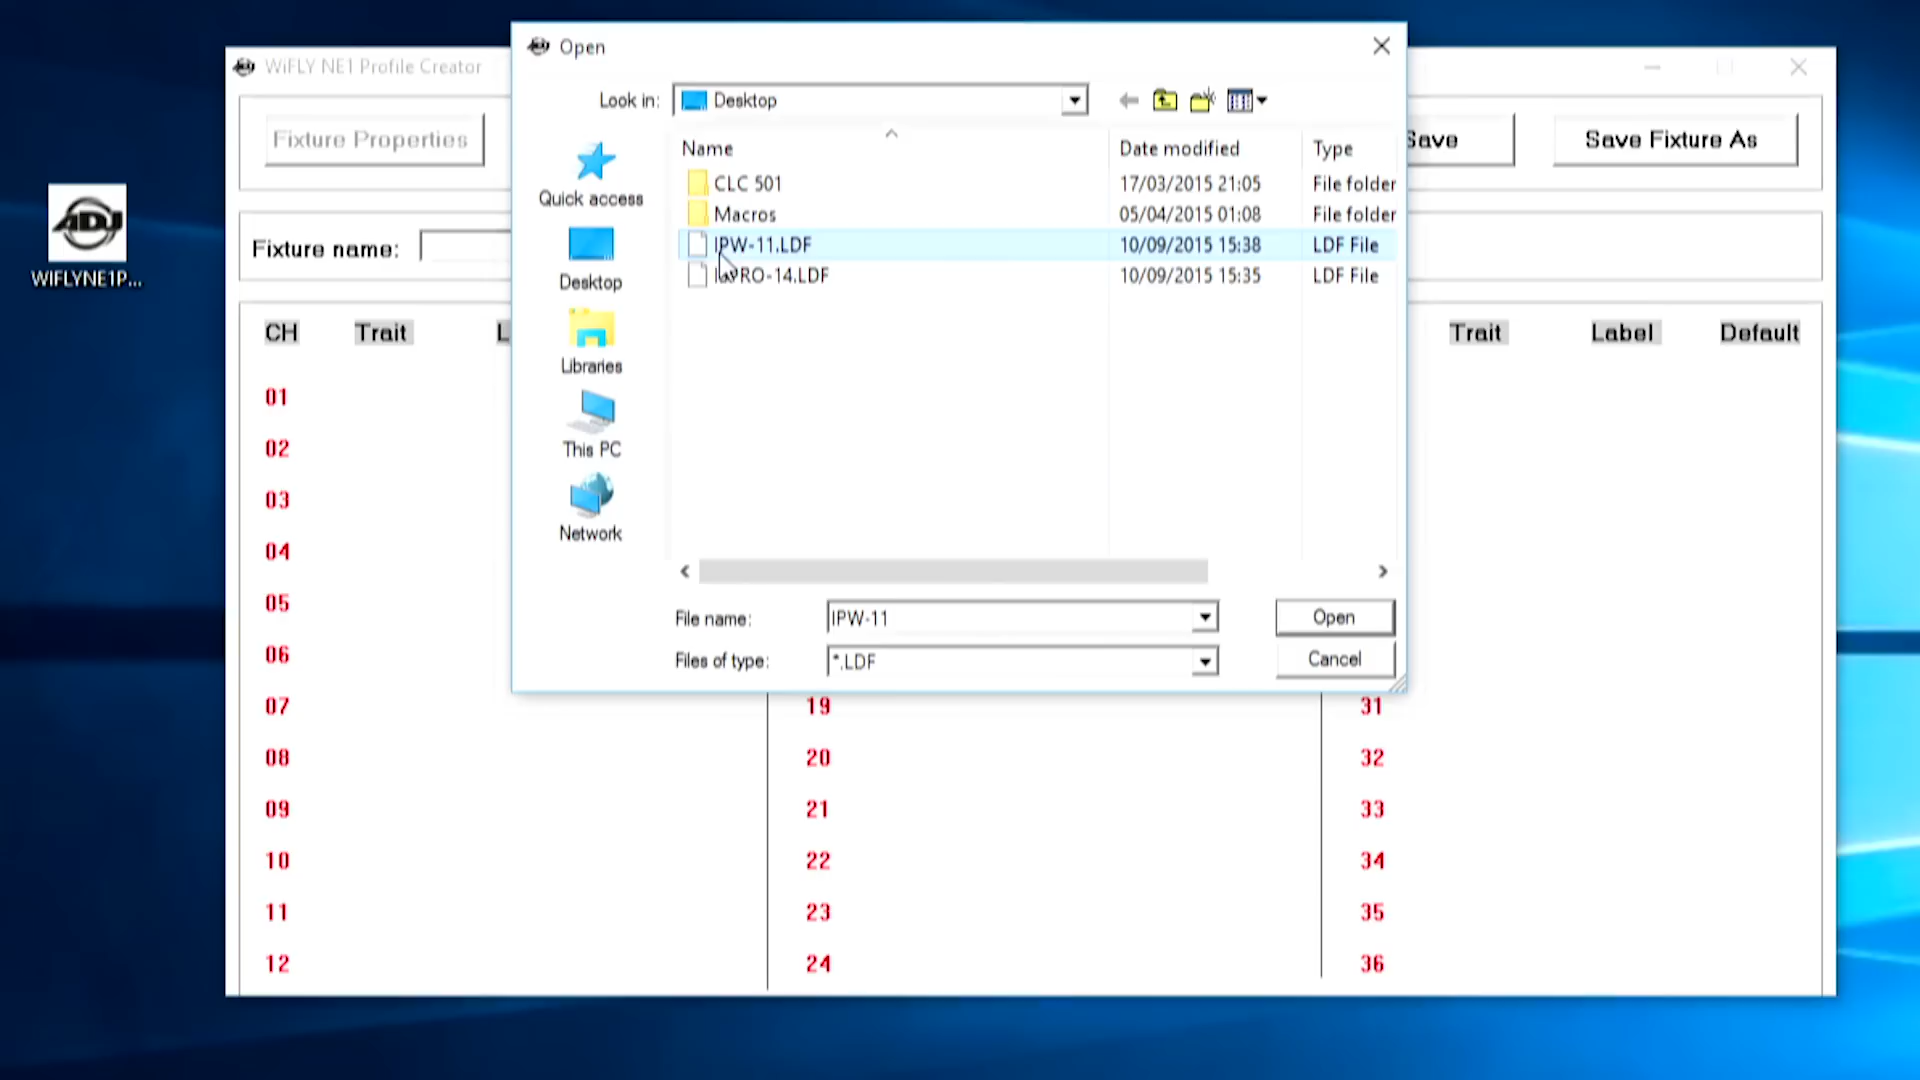 ADJ
WIFLYNE1P...
WiFLY NE1 Profile Creator
Fixture Properties
Save
Save Fixture As
Fixture name:
CH Trait L
Trait Label Default
01
02
03
04
05
06
07 19 31
08 20 32
09 21 33
10 22 34
11 23 35
12 24 36
Open
Look in: Desktop
Quick access
Desktop
Libraries
This PC
Network
Name Date modified Type
CLC 501 17/03/2015 21:05 File folder
Macros 05/04/2015 01:08 File folder
IPW-11.LDF 10/09/2015 15:38 LDF File
10/09/2015 15:35 LDF File
File name: IPW-11 Open
Files of type: *.LDF Cancel